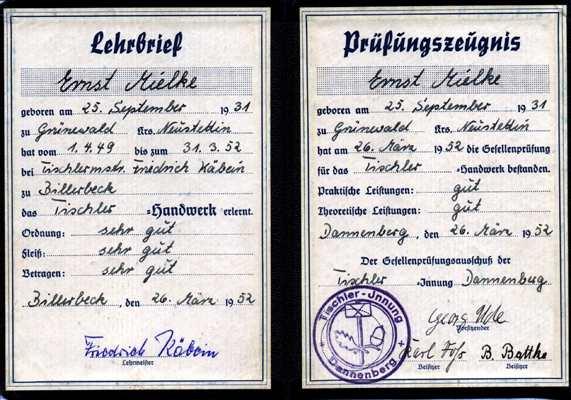 Lehrbrief
Ernst Mielke
geboren am 25. September 1931
zu Grünewald Krs. Neustettin
hat vom 1.4.49 bis zum 31.3.52
bei Tischlermstr. Friedrich Käbein
zu Billerbeck
das Tischler =Handwerk erlernt.
Ordnung: sehr gut
Fleiß: sehr gut
Betragen: sehr gut
Billerbeck, den 26. März 1952
Friedrich Käbein
Lehrmeister
Prüfungszeugnis
Ernst Mielke
geboren am 25. September 1931
zu Grünewald Krs. Neustettin
hat am 26. März 1952 die Gesellenprüfung
für das Tischler =Handwerk bestanden.
Praktische Leistungen: gut
Theoretische Leistungen: gut
Dannenberg, den 26. März 1952
Der Gesellenprüfungsausschuß der
Tischler =Innung Dannenberg
Georg
Vorsitzender
Karl B. Bathke
Beisitzer Beisitzer
Tischler-Innung
Dannenberg